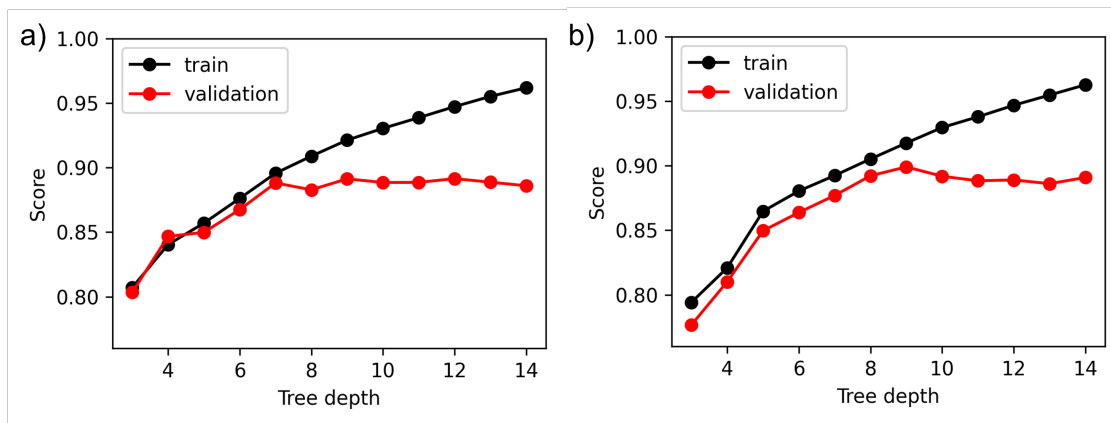 a)
1.00
0.95
0.90
0.85
0.80
Score
train
validation
4 6 8 10 12 14
Tree depth
b)
1.00
0.95
0.90
0.85
0.80
Score
train
validation
4 6 8 10 12 14
Tree depth